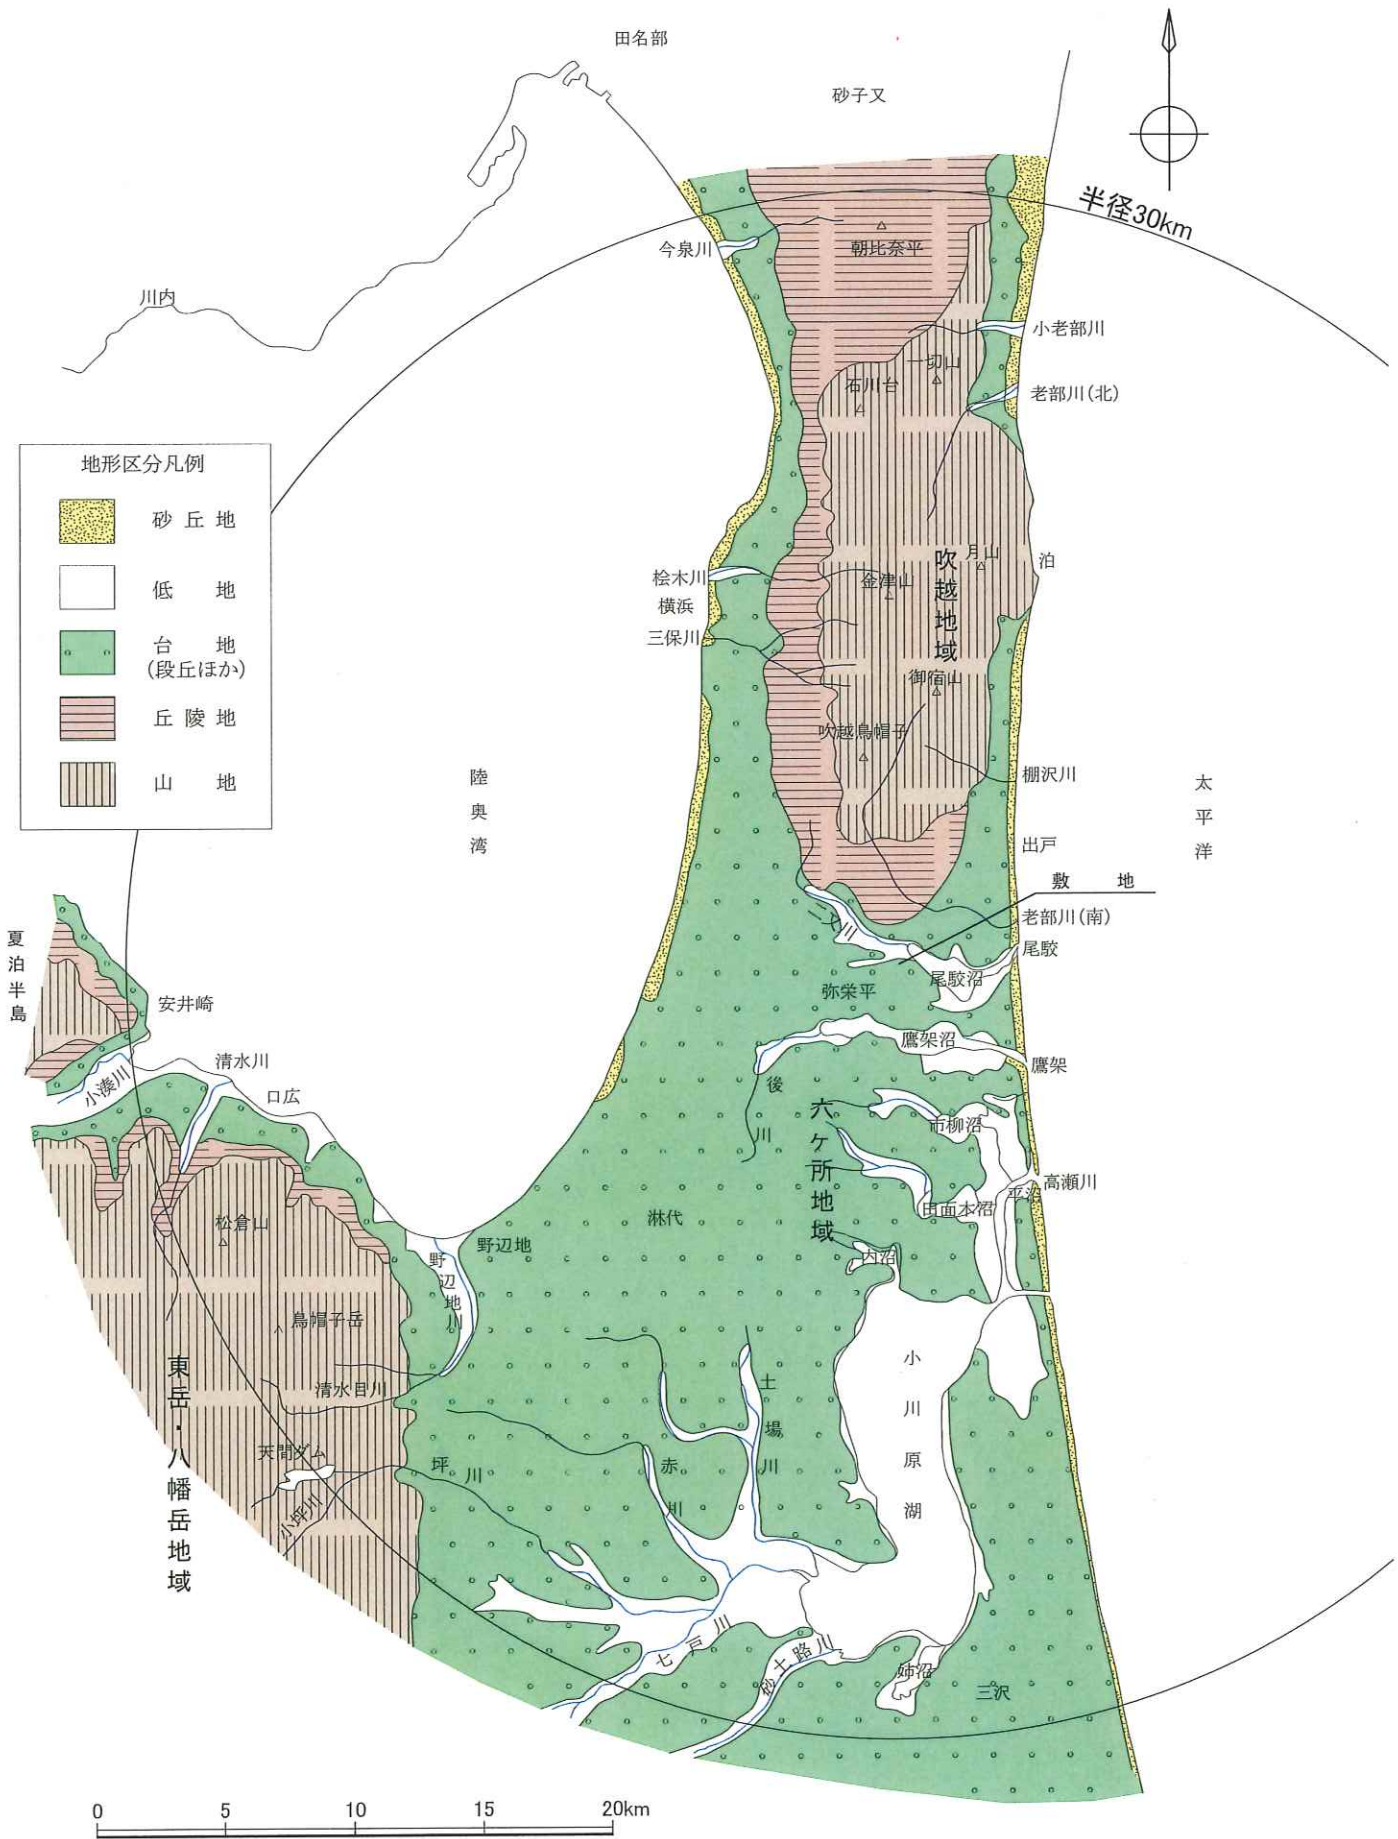 田名部
砂子又
半径30km
今泉川
朝比奈平
川内
小老部川
一切山
石川台
老部川(北)
地形区分凡例
砂丘地
低地
台地
(段丘ほか)
丘陵地
山地
吹越地域
月山
泊
桧木川
金津山
横浜
三保川
御宿山
吹越烏帽子
棚沢川
陸奥湾
太平洋
出戸
敷地
老部川(南)
二又川
尾駮
尾駮沼
弥栄平
夏泊半島
安井崎
鷹架沼
鷹架
清水川
小湊川
口広
後川
六ケ所地域
市柳沼
高瀬川
平沼
田面木沼
松倉山
淋代
野辺地
野辺地川
内沼
烏帽子岳
小川原湖
東岳・八幡岳地域
清水目川
土場川
天間ダム
坪川
赤川
小坪川
七戸川
砂土路川
姉沼
三沢
0 5 10 15 20km